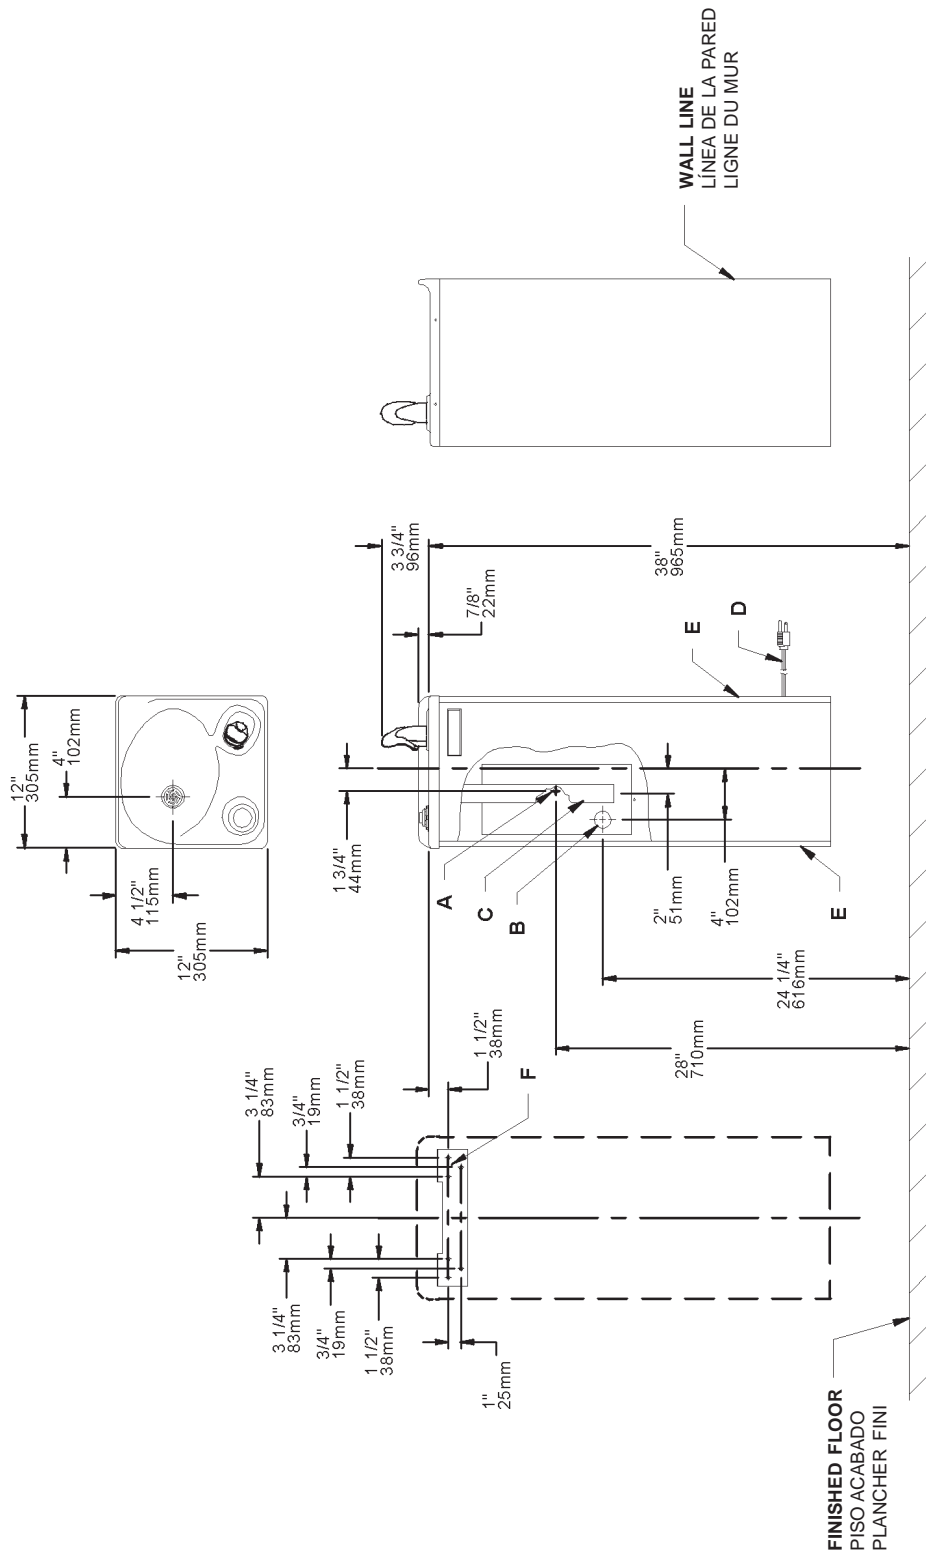 12"
305mm
4"
102mm
4 1/2"
115mm
12"
305mm
3 1/4"
83mm
3/4"
19mm
1 1/2"
38mm
3 1/4"
83mm
3/4"
19mm
1 1/2"
38mm
1"
25mm
1 1/2"
38mm
F
1 3/4"
44mm
3 3/4"
96mm
7/8"
22mm
A
C
B
2"
51mm
4"
102mm
E
E
D
38"
965mm
24 1/4"
616mm
28"
710mm
WALL LINE
LÍNEA DE LA PARED
LIGNE DU MUR
FINISHED FLOOR
PISO ACABADO
PLANCHER FINI